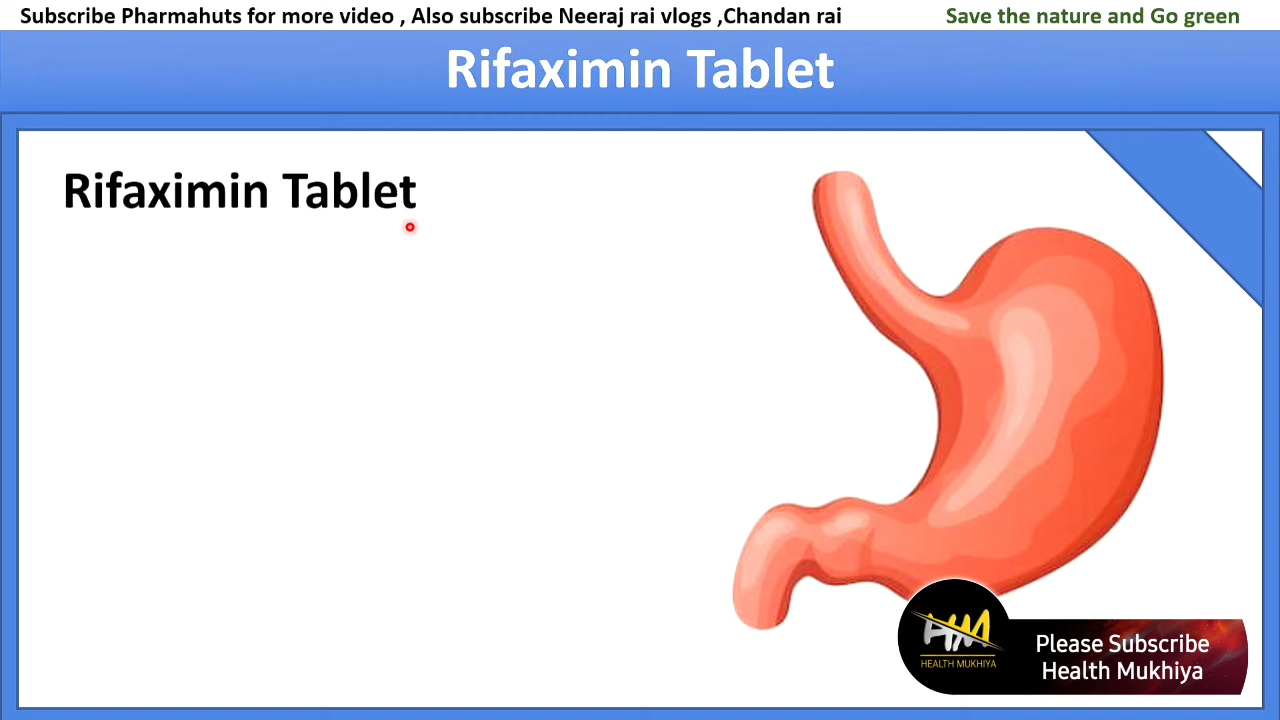 Subscribe Pharmahuts for more video , Also subscribe Neeraj rai vlogs ,Chandan rai
Save the nature and Go green
Rifaximin Tablet
Rifaximin Tablet
HM
HEALTH MUKHIYA
Please Subscribe
Health Mukhiya